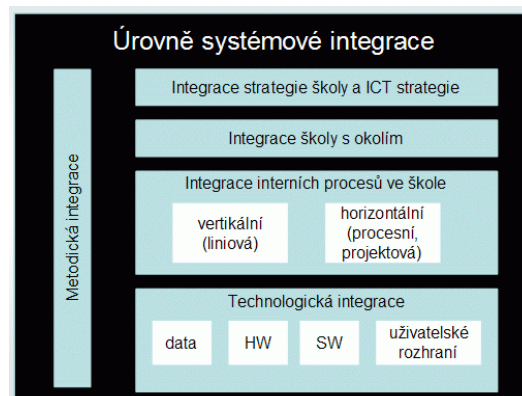 Úrovně systémové integrace
Metodická integrace
Integrace strategie školy a ICT strategie
Integrace školy s okolím
Integrace interních procesů ve škole
vertikální
(liniová)
horizontální
(procesní,
projektová)
Technologická integrace
data
HW
SW
uživatelské
rozhraní